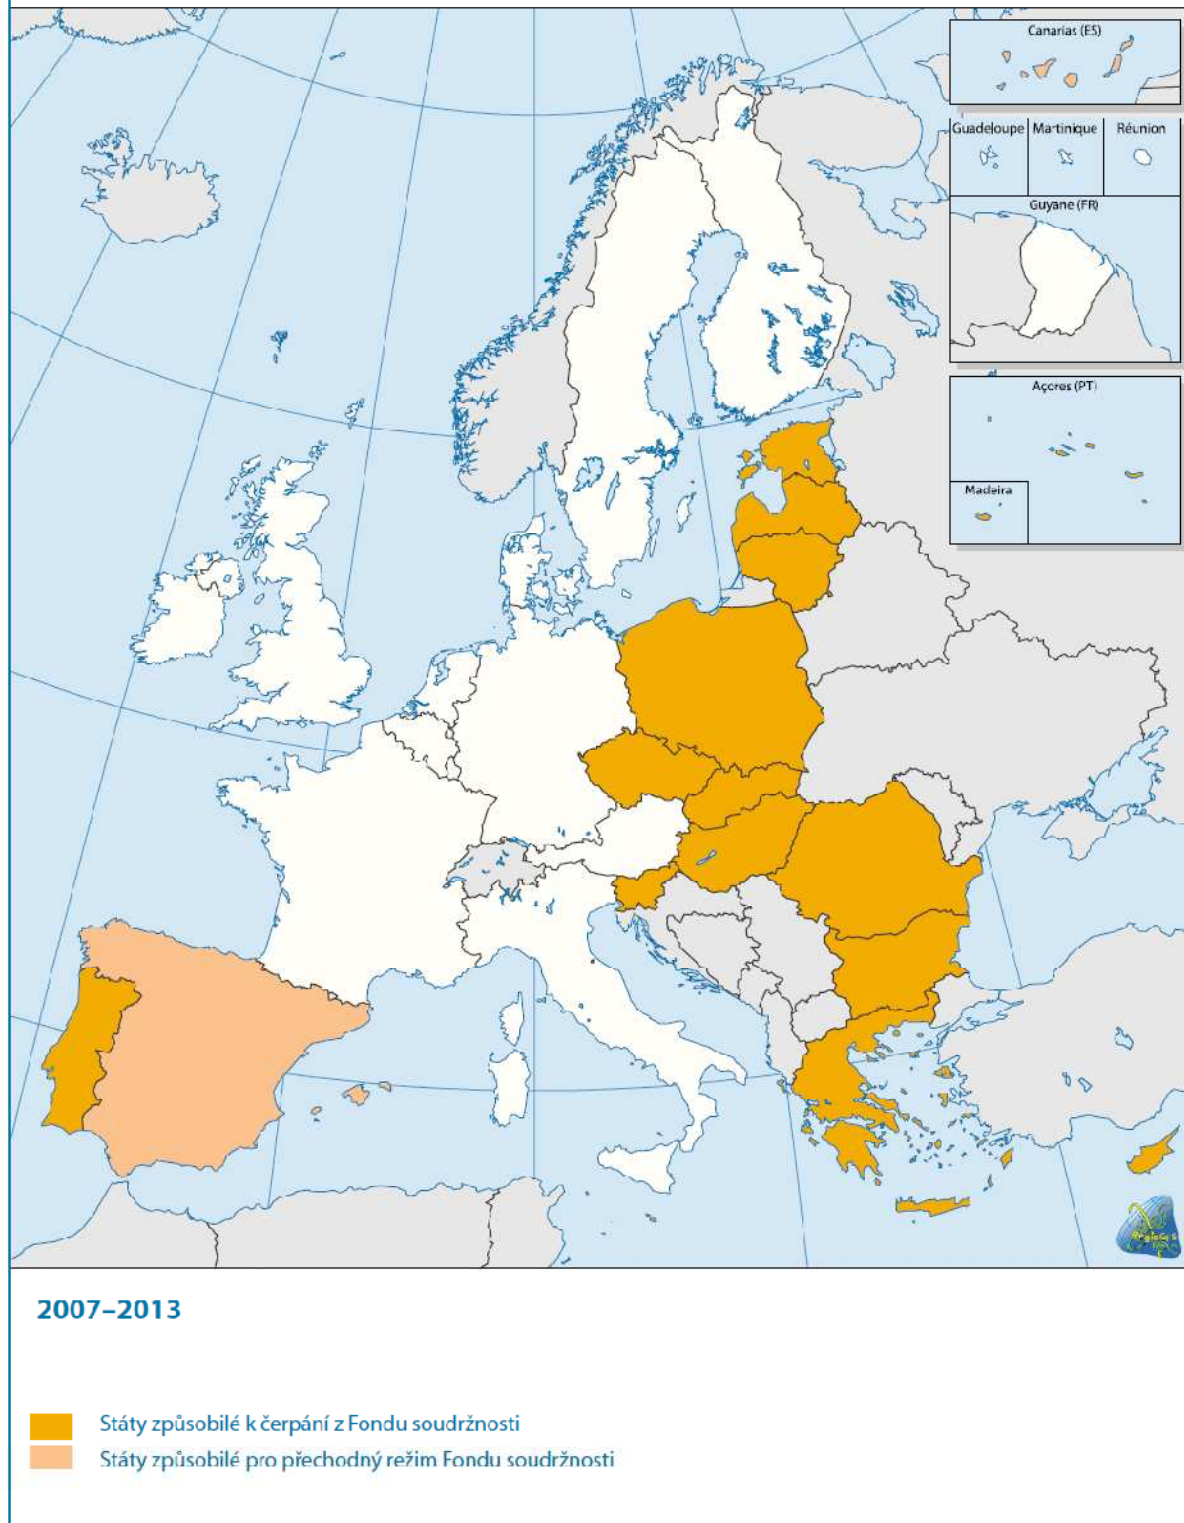 Canarias (ES)
Guadeloupe
Martinique
Réunion
Guyane (FR)
Açores (PT)
Madeira
2007–2013
Státy způsobilé k čerpání z Fondu soudržnosti
Státy způsobilé pro přechodný režim Fondu soudržnosti